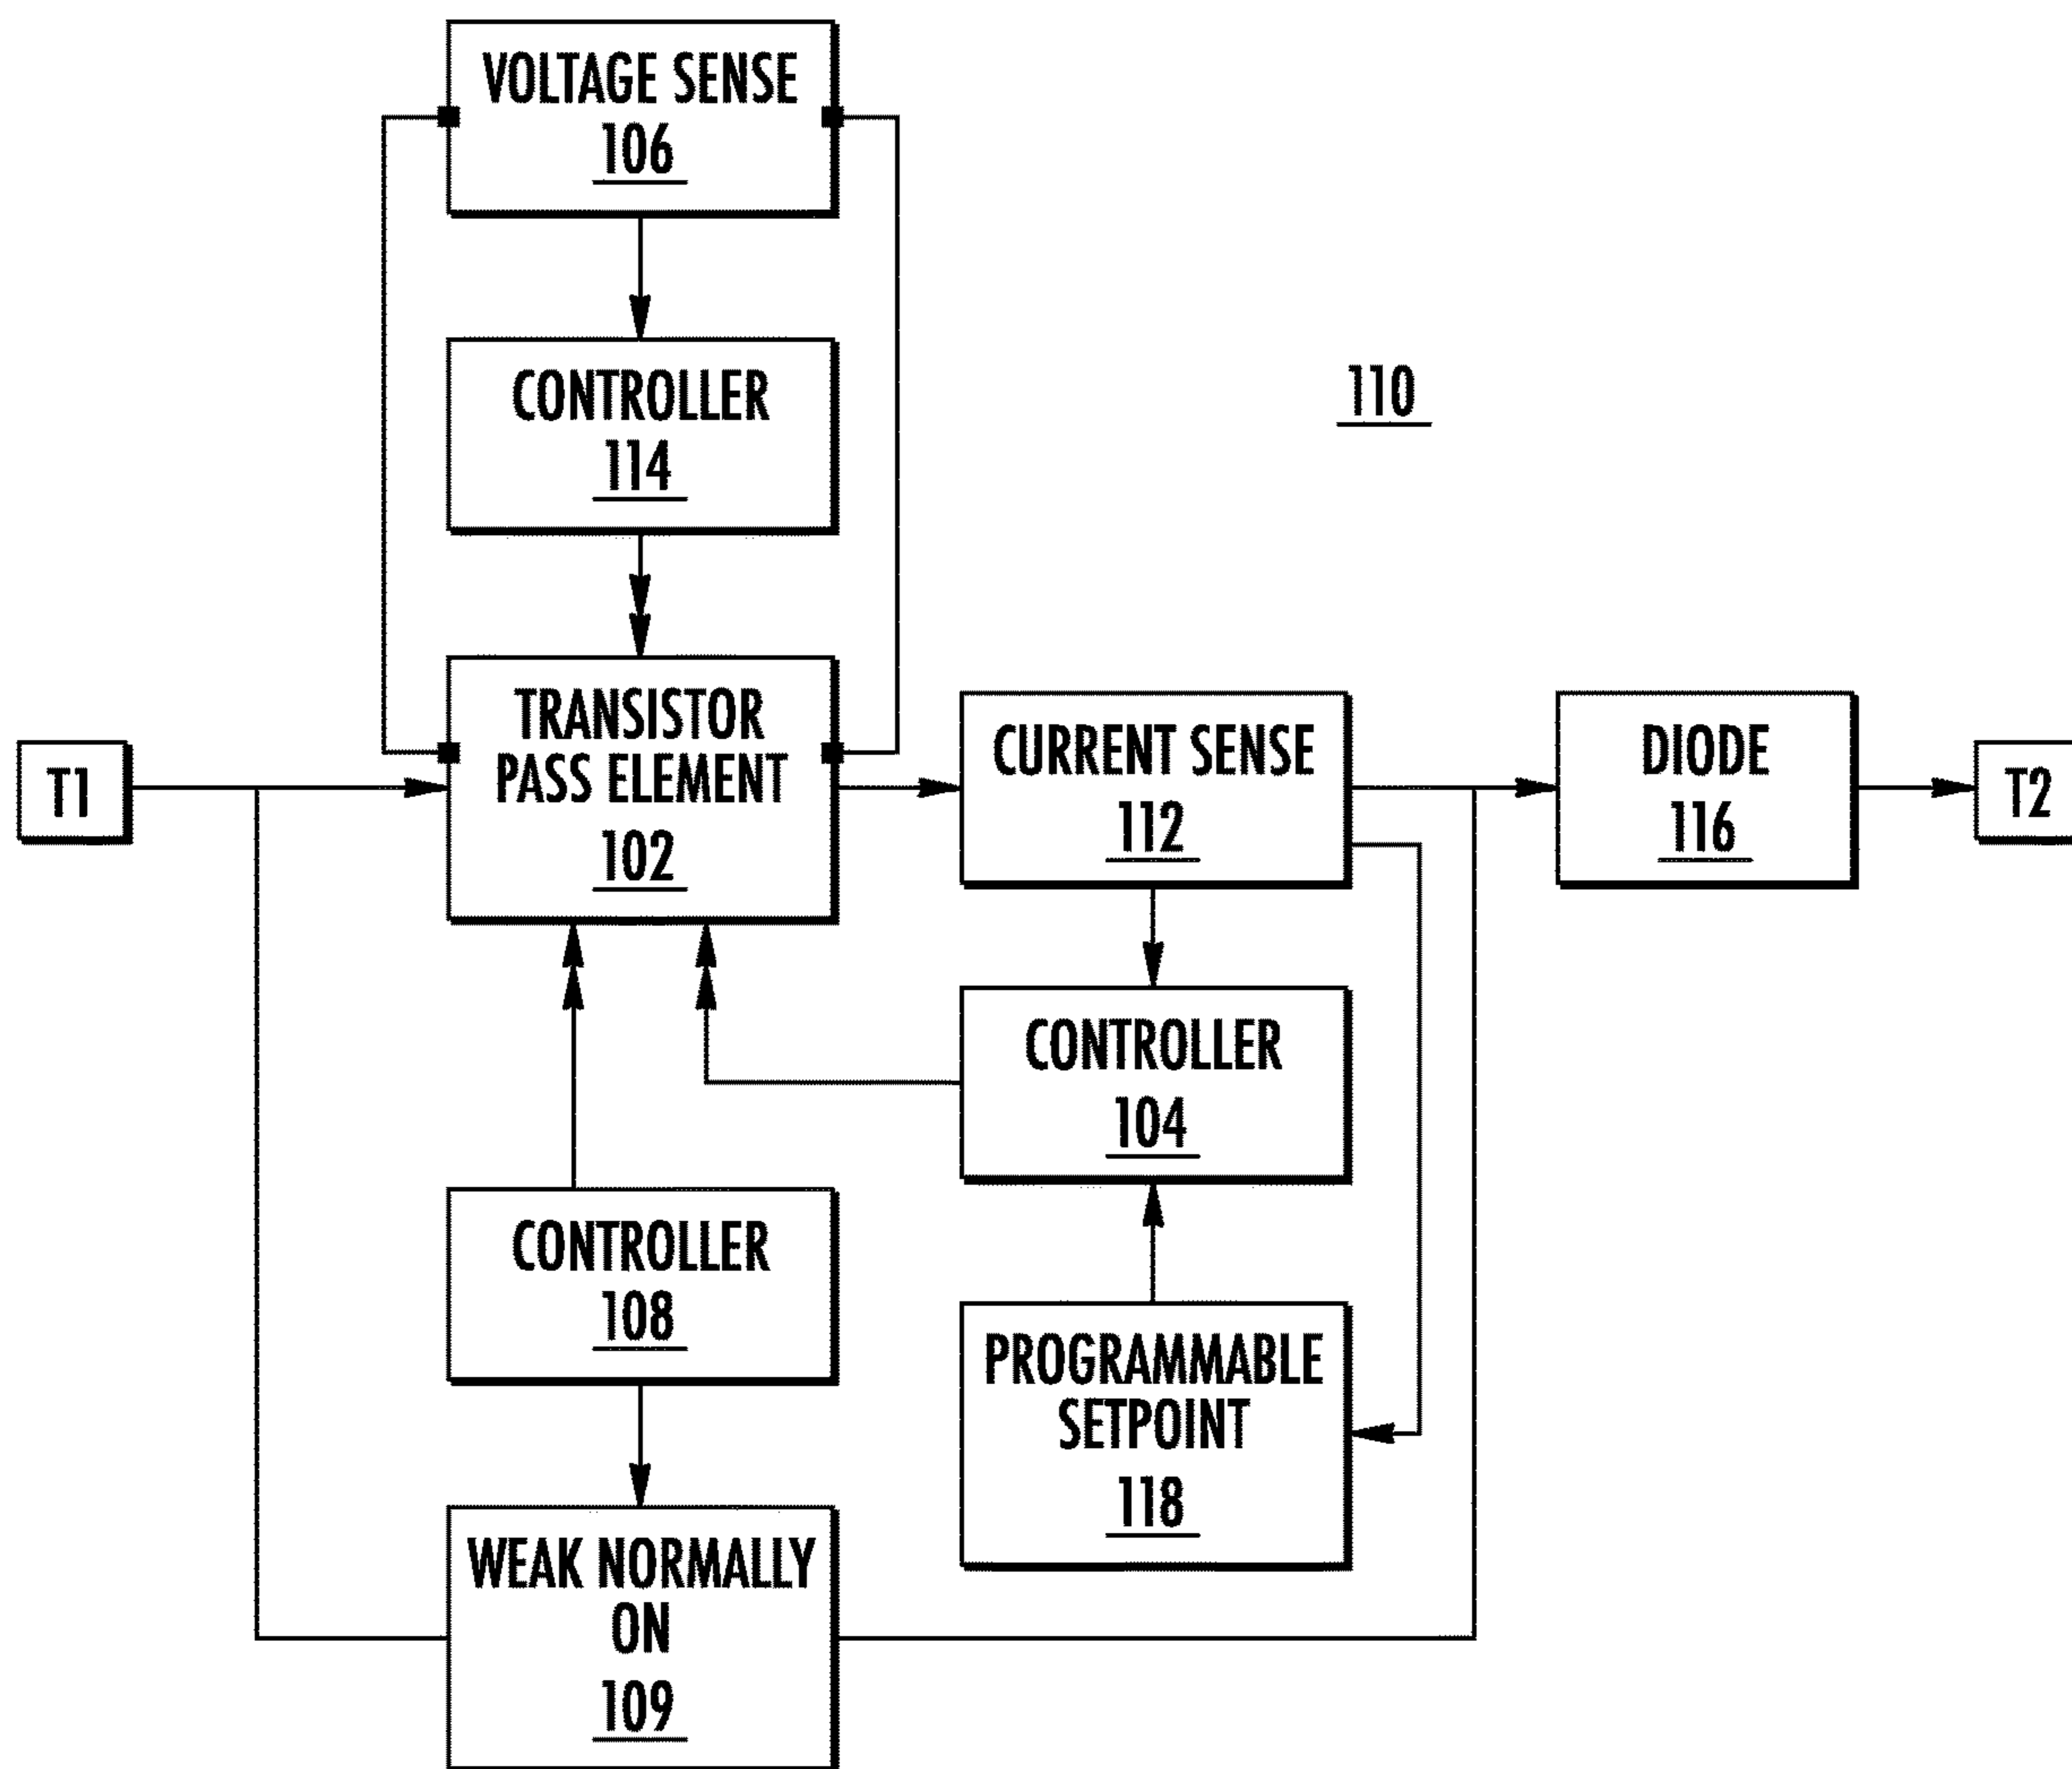 VOLTAGE SENSE
106
CONTROLLER
114
110
TRANSISTOR
PASS ELEMENT
102
T1
CURRENT SENSE
112
DIODE
116
T2
CONTROLLER
104
CONTROLLER
108
PROGRAMMABLE
SETPOINT
118
WEAK NORMALLY
ON
109